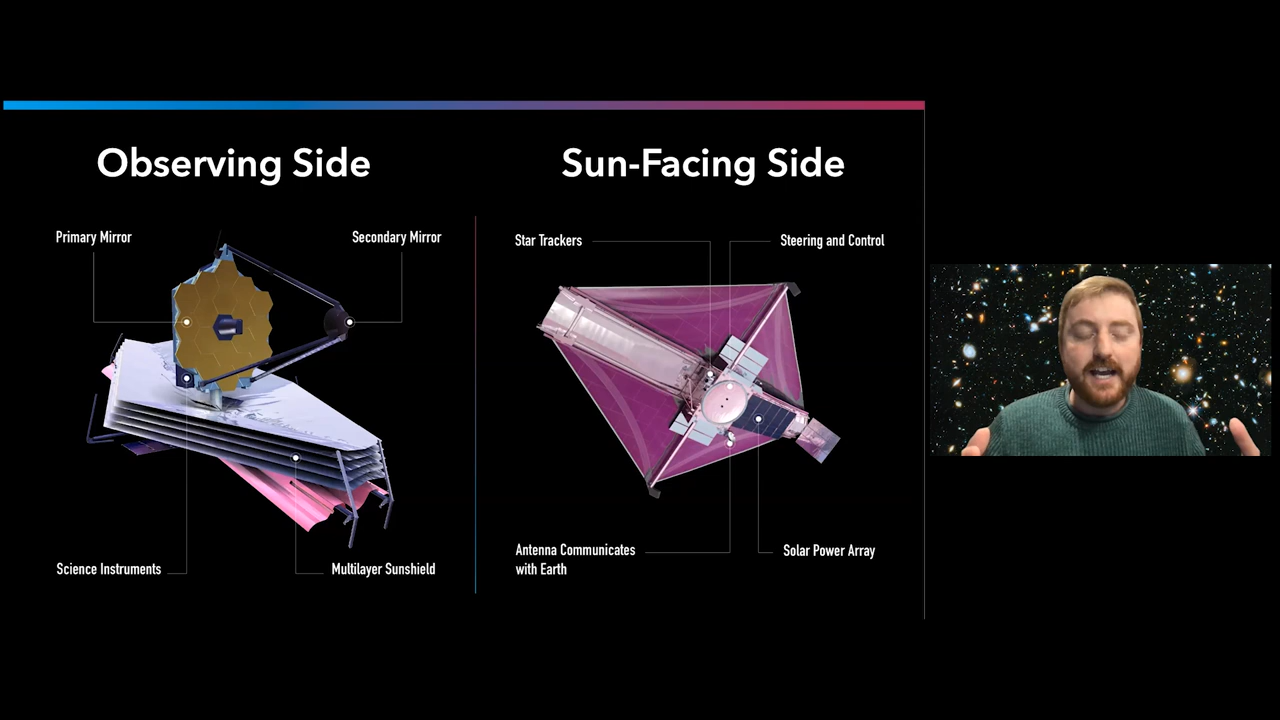 Observing Side
Primary Mirror
Secondary Mirror
Science Instruments
Multilayer Sunshield
Sun-Facing Side
Star Trackers
Steering and Control
Antenna Communicates
with Earth
Solar Power Array